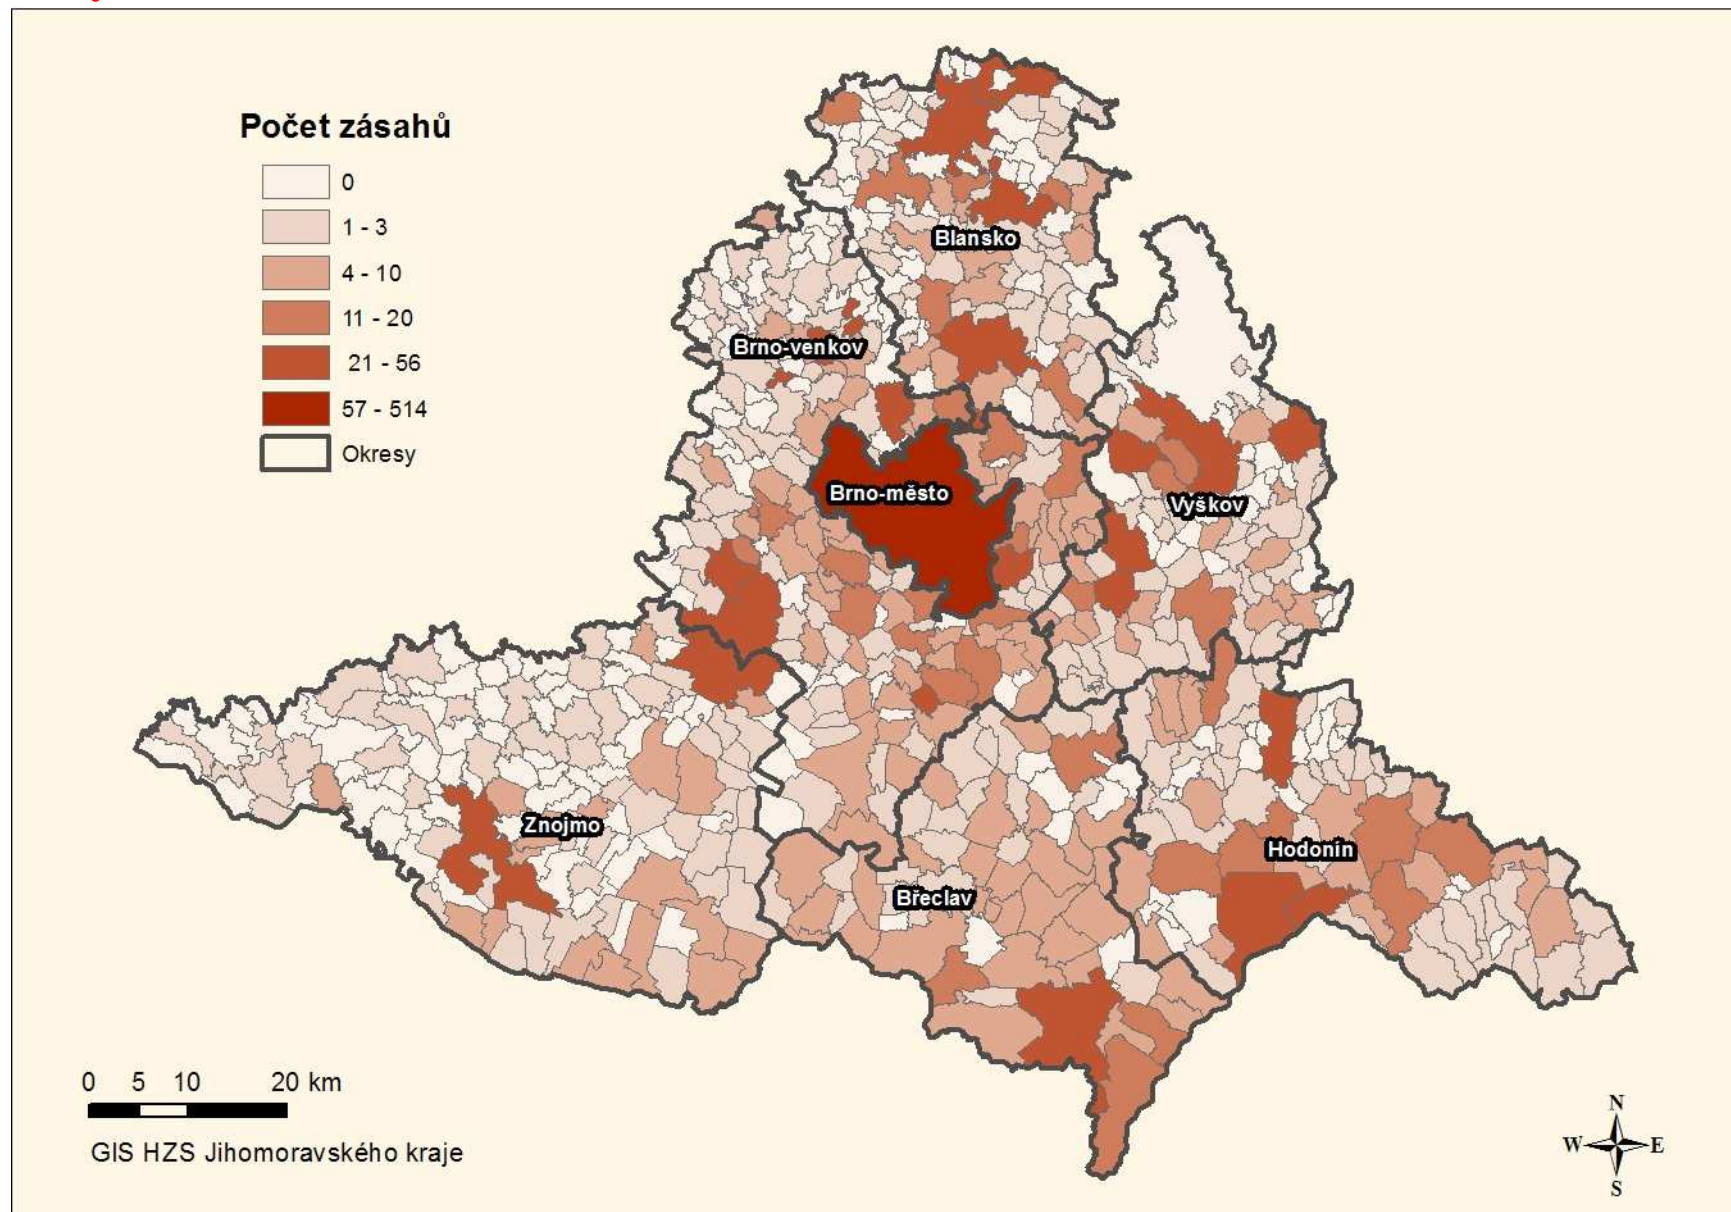 Počet zásahů
0
1 - 3
4 - 10
11 - 20
21 - 56
57 - 514
Okresy
Blansko
Brno-venkov
Brno-město
Vyškov
Znojmo
Hodonín
Břeclav
0 5 10 20 km
GIS HZS Jihomoravského kraje
N
W E
S